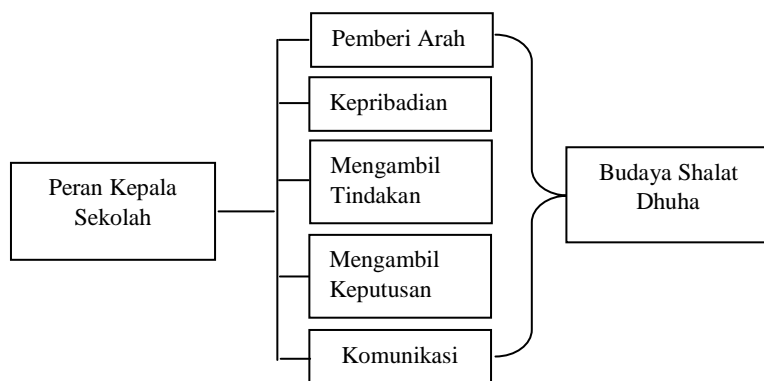 Peran Kepala
Sekolah
Pemberi Arah
Kepribadian
Mengambil
Tindakan
Mengambil
Keputusan
Komunikasi
Budaya Shalat
Dhuha